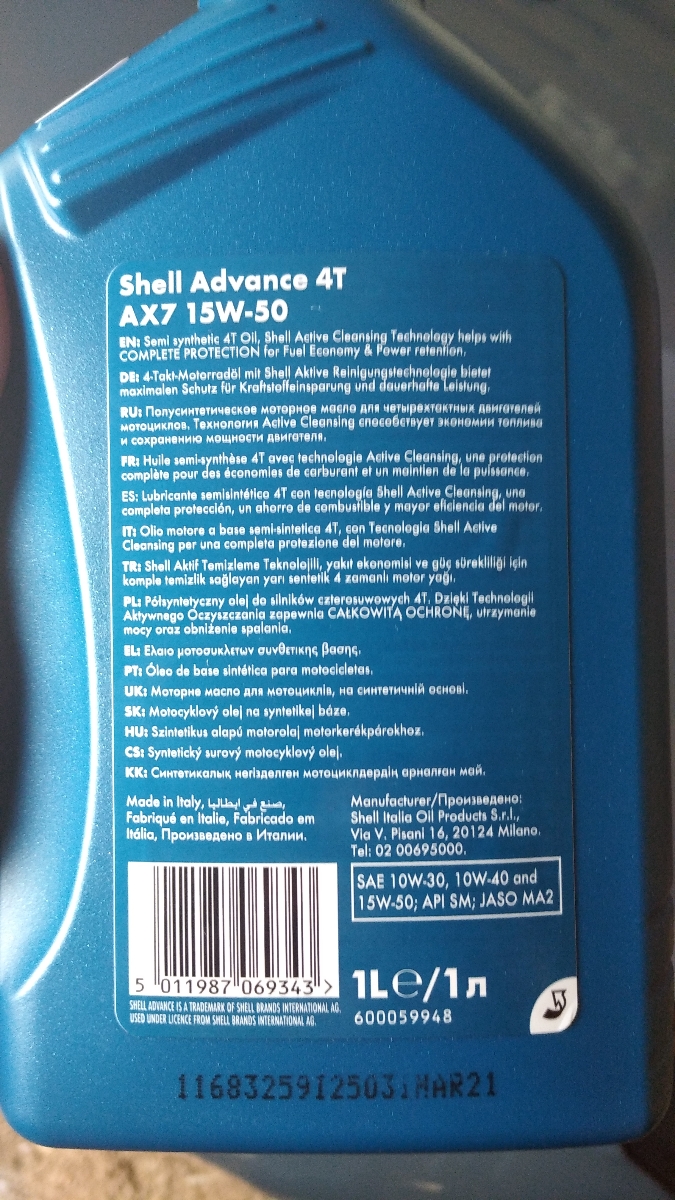 Shell Advance 4T
AX7 15W-50
EN: Semi synthetic 4T Oil, Shell Active Cleansing Technology helps with
COMPLETE PROTECTION for Fuel Economy & Power retention.
DE: 4-Takt-Motorradöl mit Shell Aktive Reinigungstechnologie bietet
maximalen Schutz für Kraftstoffeinsparung und dauerhafte Leistung.
RU: Полусинтетическое моторное масло для четырехтактных двигателей
мотоциклов. Технология Active Cleansing способствует экономии топлива
и сохранению мощности двигателя.
FR: Huile semi-synthèse 4T avec technologie Active Cleansing, une protection
complète pour des économies de carburant et un maintien de la puissance.
ES: Lubricante semisintético 4T con tecnología Shell Active Cleansing, una
completa protección, un ahorro de combustible y mayor eficiencia del motor.
IT: Olio motore a base semi-sintetica 4T, con Tecnologia Shell Active
Cleansing per una completa protezione del motore.
TR: Shell Aktif Temizleme Teknolojili, yakıt ekonomisi ve güç sürekliliği için
komple temizlik sağlayan yarı sentetik 4 zamanlı motor yağı.
PL: Półsyntetyczny olej do silników czterosuwowych 4T. Dzięki Technologii
Aktywnego Oczyszczania zapewnia CAŁKOWITĄ OCHRONĘ, utrzymanie
mocy oraz obniżenie spalania.
EL: Ελαιο μοτοσυκλετων συνθετικης βασης.
PT: Óleo de base sintética para motocicletas.
UK: Моторне масло для мотоциклів, на синтетичній основі.
SK: Motocyklový olej na syntetikej báze.
HU: Szintetikus alapú motorolaj motorkerékpárokhoz.
CS: Syntetický surový motocyklový olej.
KK: Синтетикалық негізделген мотоциклдердің арналған май.
Made in Italy, صنع في ايطاليا,
Fabriqué en Italie, Fabricado em
Itália, Произведено в Италии.
Manufacturer/Произведено:
Shell Italia Oil Products S.r.l.,
Via V. Pisani 16, 20124 Milano.
Tel: 02 00695000.
SAE 10W-30, 10W-40 and
15W-50; API SM; JASO MA2
5 011987 069343 >
SHELL ADVANCE IS A TRADEMARK OF SHELL BRANDS INTERNATIONAL AG.
USED UNDER LICENCE FROM SHELL BRANDS INTERNATIONAL AG.
1L℮/1л
600059948
1168325912503:MAR21